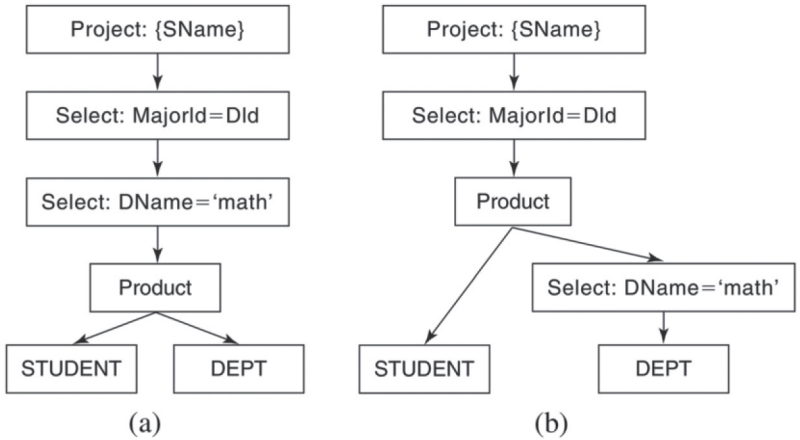 Project: {SName}
Select: MajorId=DId
Select: DName=‘math’
Product
STUDENT
DEPT
(a)
Project: {SName}
Select: MajorId=DId
Product
Select: DName=‘math’
STUDENT
DEPT
(b)